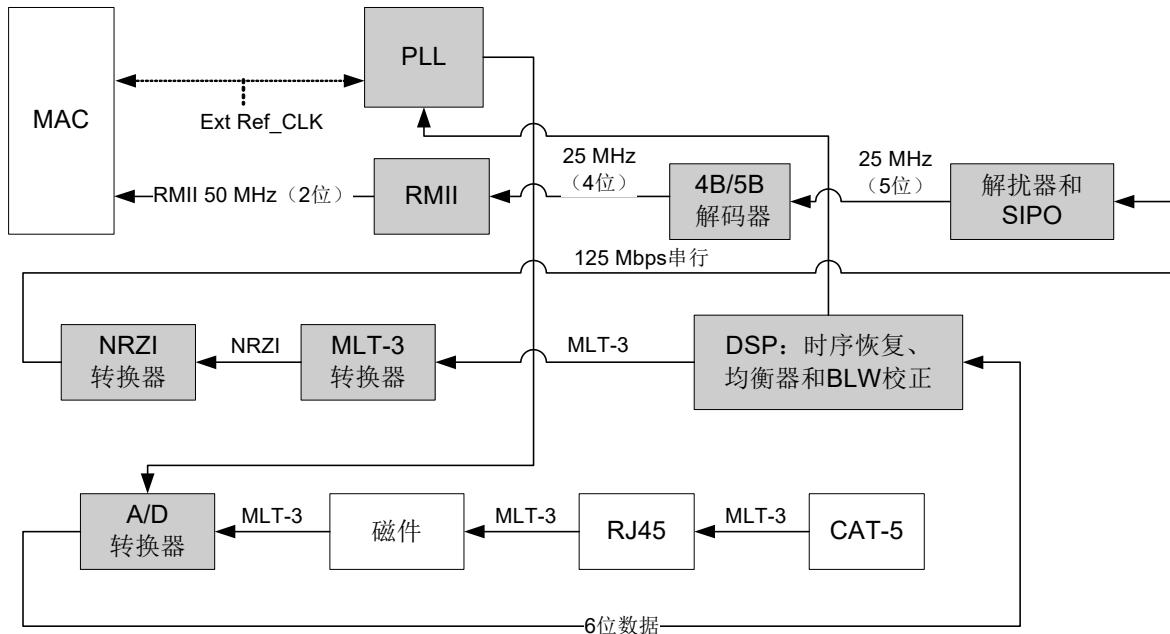 PLL
MAC
Ext Ref_CLK
25 MHz
（4位）
25 MHz
（5位）
RMII 50 MHz（2位）
RMII
4B/5B
解码器
解扰器和
SIPO
125 Mbps串行
NRZI
转换器
NRZI
MLT-3
转换器
MLT-3
DSP：时序恢复、
均衡器和BLW校正
A/D
转换器
MLT-3
磁件
MLT-3
RJ45
MLT-3
CAT-5
6位数据